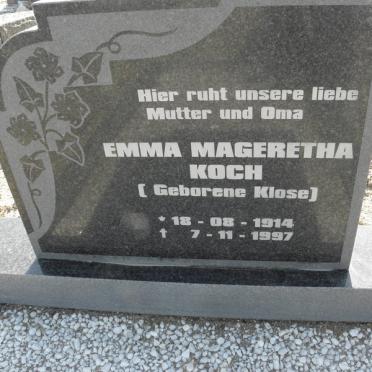 Hier ruht unsere liebe
Mutter und Oma
EMMA MAGERETHA
KOCH
( Geborene Klose)
* 18 - 08 - 1914
† 7 - 11 - 1997